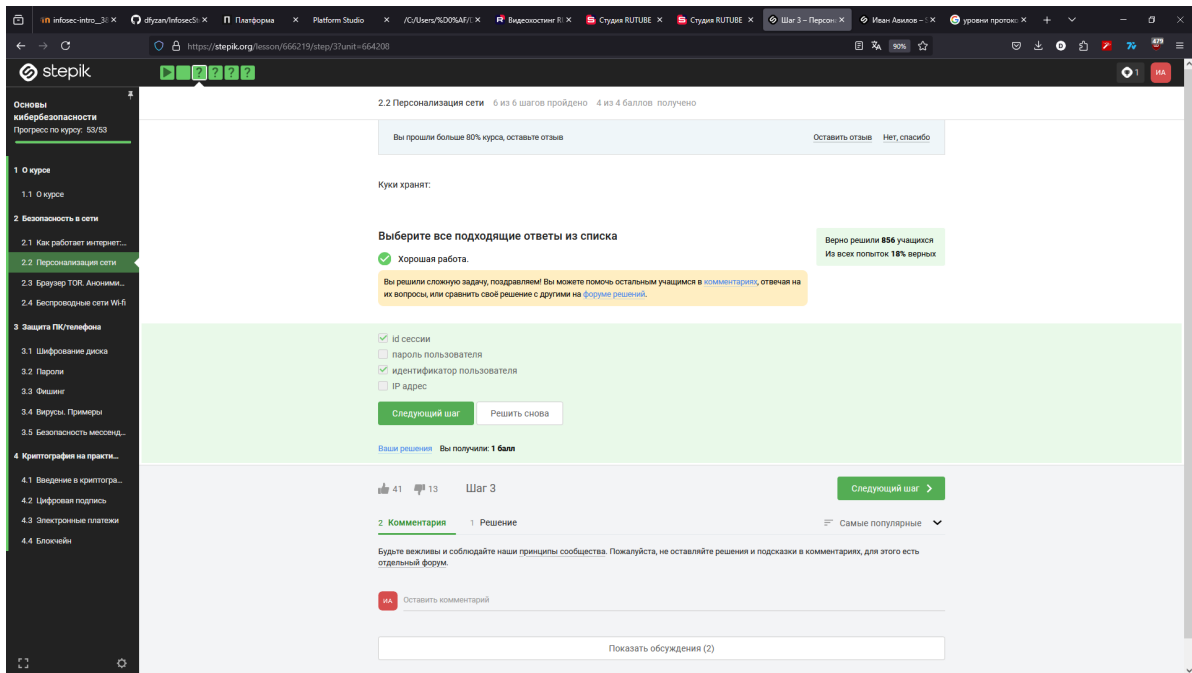 in infosec-intro_38
dfyzan/InfosecSt
П Платформа
Platform Studio
/C:/Users/%D0%AF/
Видеохостинг R
Студия RUTUBE
Студия RUTUBE
Шаг 3 – Персон
Иван Авилов – S
уровни проток
https://stepik.org/lesson/666219/step/3?unit=664208
90%
479
stepik
1
ИА
Основы кибербезопасности
Прогресс по курсу: 53/53
1 О курсе
1.1 О курсе
2 Безопасность в сети
2.1 Как работает интернет:...
2.2 Персонализация сети
2.3 Браузер TOR. Аноними...
2.4 Беспроводные сети Wi-fi
3 Защита ПК/телефона
3.1 Шифрование диска
3.2 Пароли
3.3 Фишинг
3.4 Вирусы. Примеры
3.5 Безопасность мессенд...
4 Криптография на практи...
4.1 Введение в криптогра...
4.2 Цифровая подпись
4.3 Электронные платежи
4.4 Блокчейн
2.2 Персонализация сети 6 из 6 шагов пройдено 4 из 4 баллов получено
Вы прошли больше 80% курса, оставьте отзыв
Оставить отзыв Нет, спасибо
Куки хранят:
Выберите все подходящие ответы из списка
Верно решили 856 учащихся
Из всех попыток 18% верных
Хорошая работа.
Вы решили сложную задачу, поздравляем! Вы можете помочь остальным учащимся в комментариях, отвечая на
их вопросы, или сравнить своё решение с другими на форуме решений.
id сессии
пароль пользователя
идентификатор пользователя
IP адрес
Следующий шаг Решить снова
Ваши решения Вы получили: 1 балл
41 13 Шаг 3
Следующий шаг
2 Комментария 1 Решение
Самые популярные
Будьте вежливы и соблюдайте наши принципы сообщества. Пожалуйста, не оставляйте решения и подсказки в комментариях, для этого есть
отдельный форум.
ИА Оставить комментарий
Показать обсуждения (2)